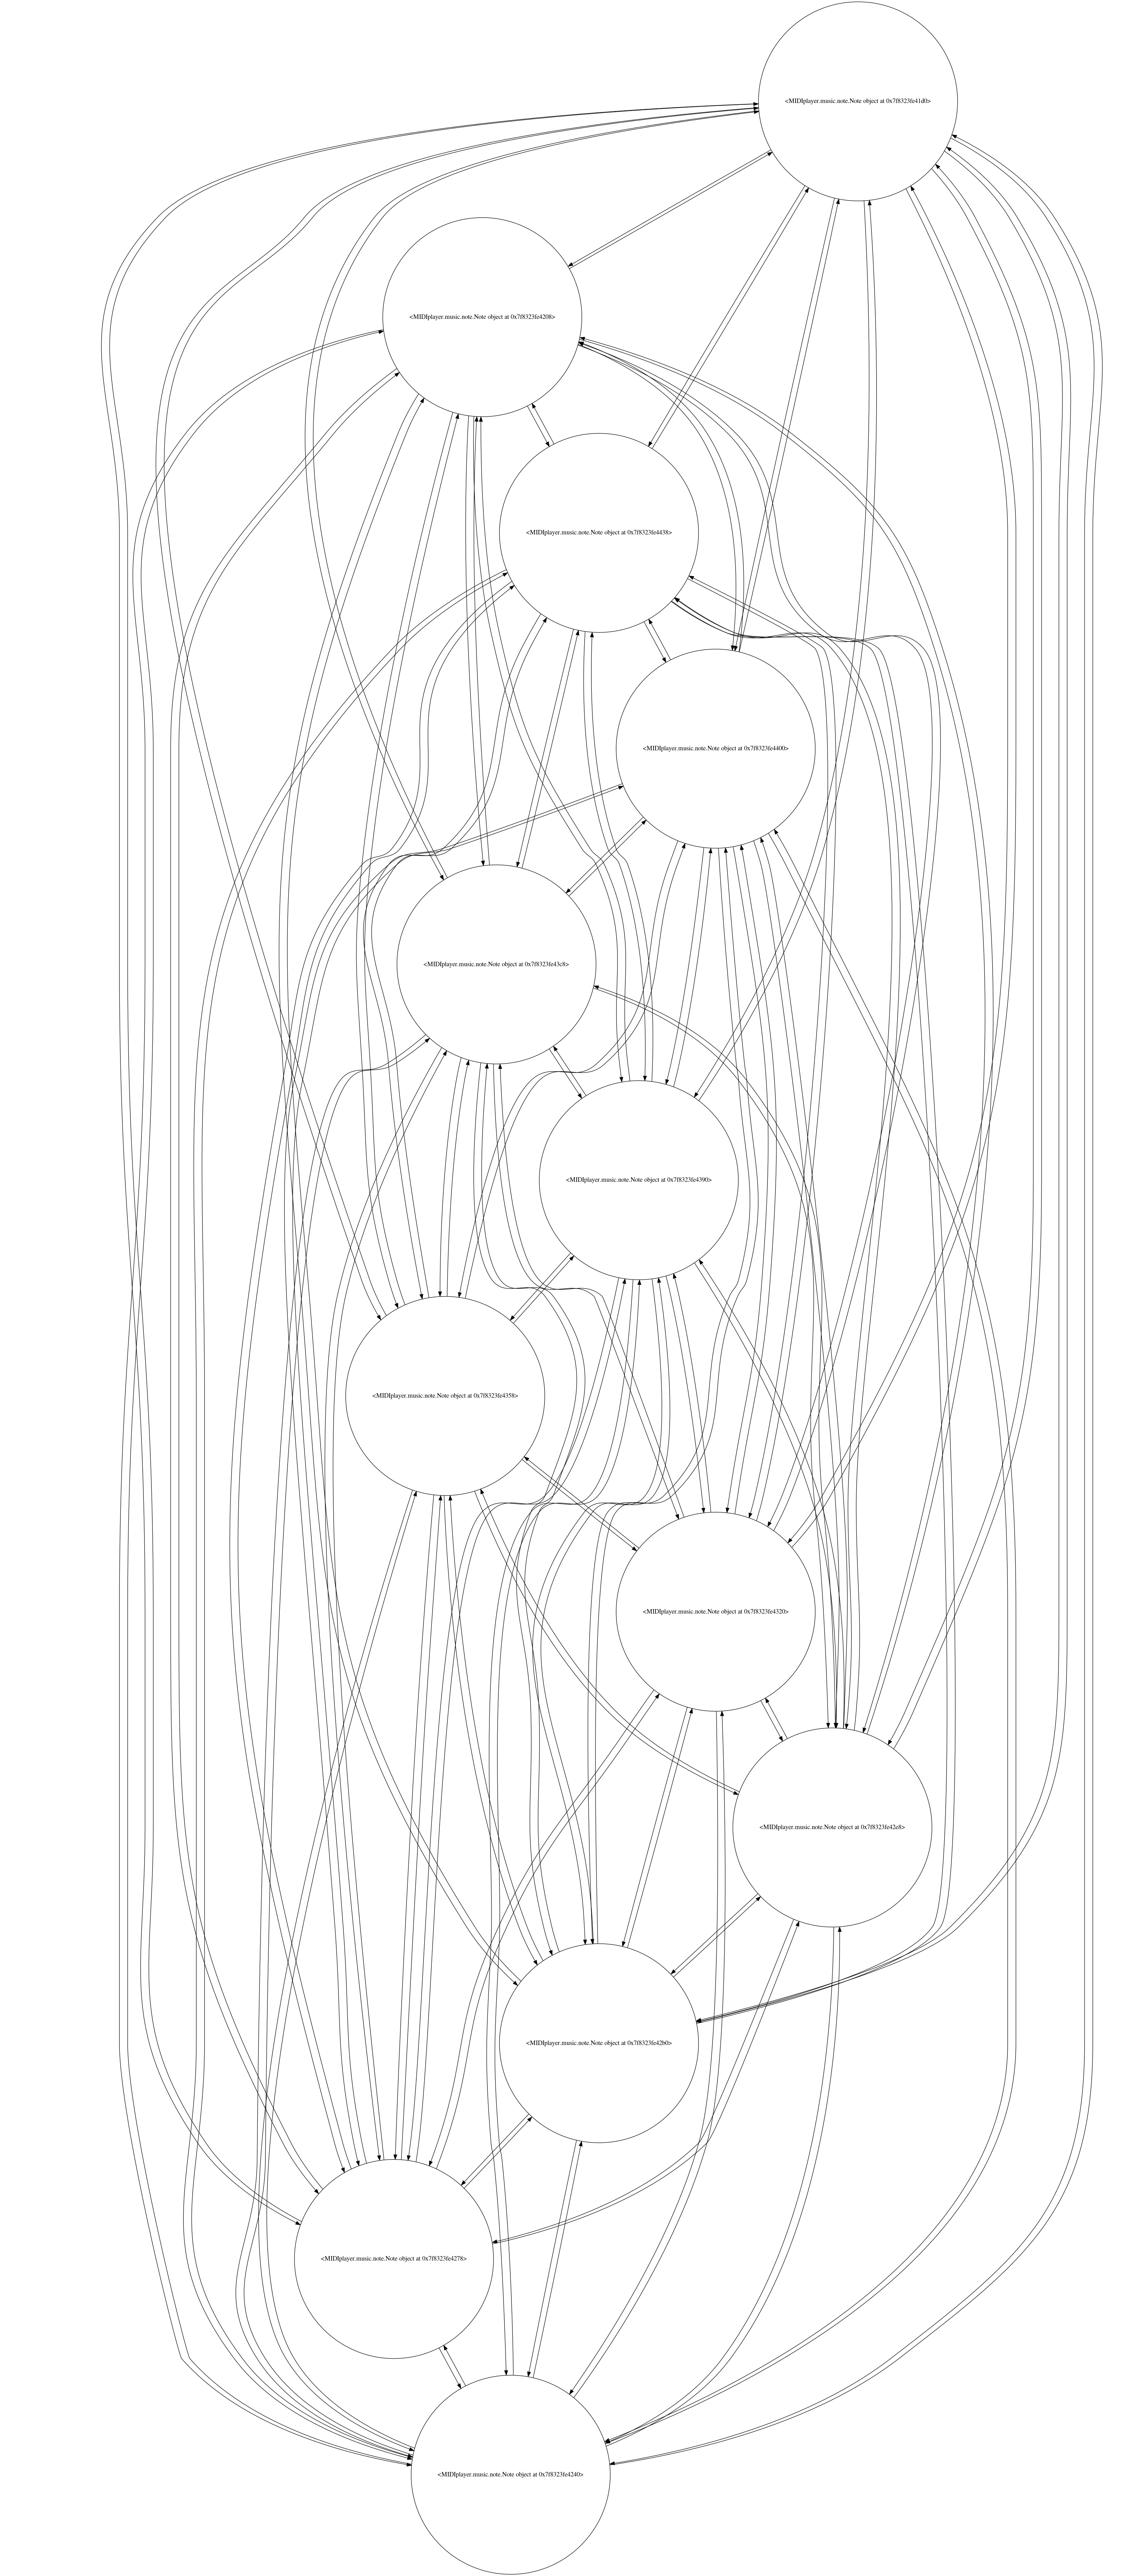 <MIDIplayer.music.note.Note object at 0x7f8323fe41d0>
<MIDIplayer.music.note.Note object at 0x7f8323fe4208>
<MIDIplayer.music.note.Note object at 0x7f8323fe4438>
<MIDIplayer.music.note.Note object at 0x7f8323fe4400>
<MIDIplayer.music.note.Note object at 0x7f8323fe43c8>
<MIDIplayer.music.note.Note object at 0x7f8323fe4390>
<MIDIplayer.music.note.Note object at 0x7f8323fe4358>
<MIDIplayer.music.note.Note object at 0x7f8323fe4320>
<MIDIplayer.music.note.Note object at 0x7f8323fe42e8>
<MIDIplayer.music.note.Note object at 0x7f8323fe42b0>
<MIDIplayer.music.note.Note object at 0x7f8323fe4278>
<MIDIplayer.music.note.Note object at 0x7f8323fe4240>